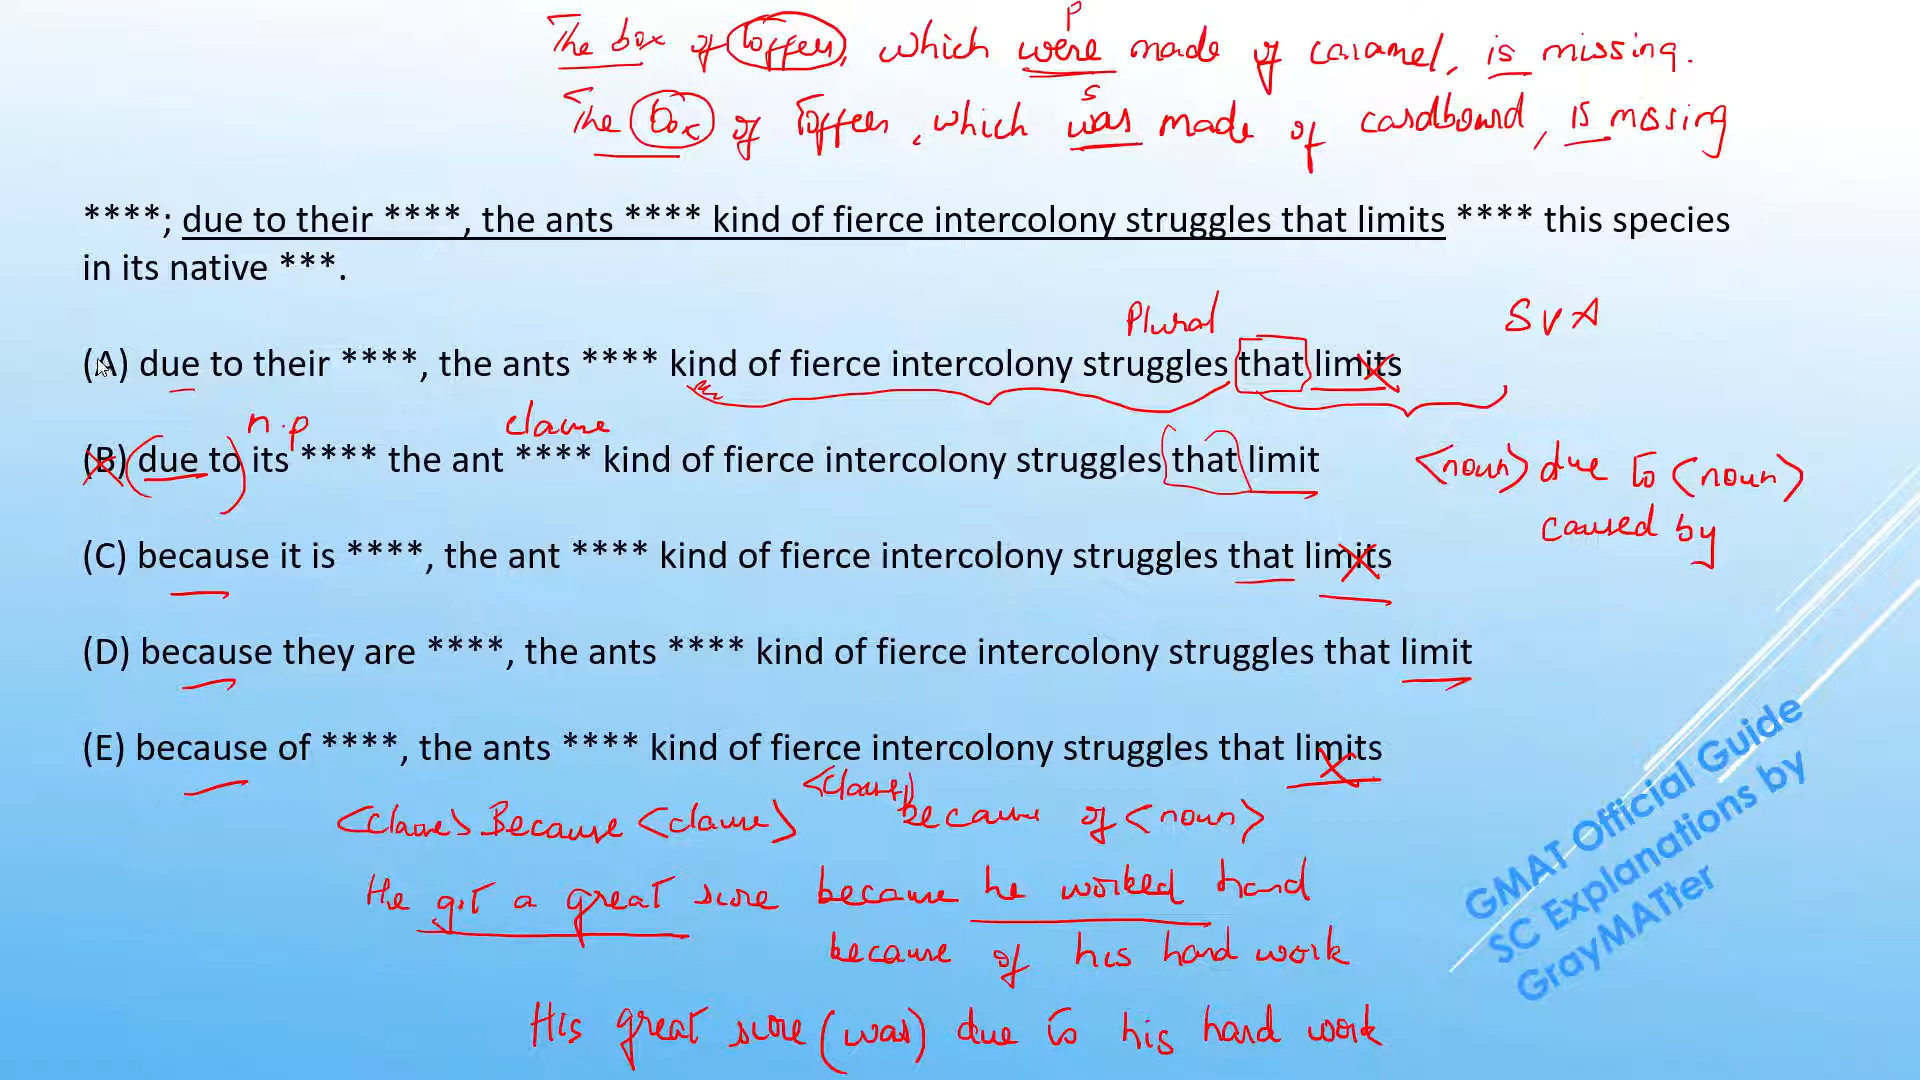 The box of Toffees, which were made of caramel, is missing.
P
The box of Toffees, which was made of cardboard, is missing
S
****; due to their ****, the ants **** kind of fierce intercolony struggles that limits **** this species
in its native ***.
Plural
SVA
(A) due to their ****, the ants **** kind of fierce intercolony struggles that limits
n.p
clause
(B) due to its **** the ant **** kind of fierce intercolony struggles that limit
<noun> due to <noun>
caused by
(C) because it is ****, the ant **** kind of fierce intercolony struggles that limits
(D) because they are ****, the ants **** kind of fierce intercolony struggles that limit
(E) because of ****, the ants **** kind of fierce intercolony struggles that limits
<clause> Because <clause>
<clause> because of <noun>
He got a great score because he worked hard
because of his hard work
His great score (was) due to his hard work
GMAT Official Guide
SC Explanations by
GrayMATter